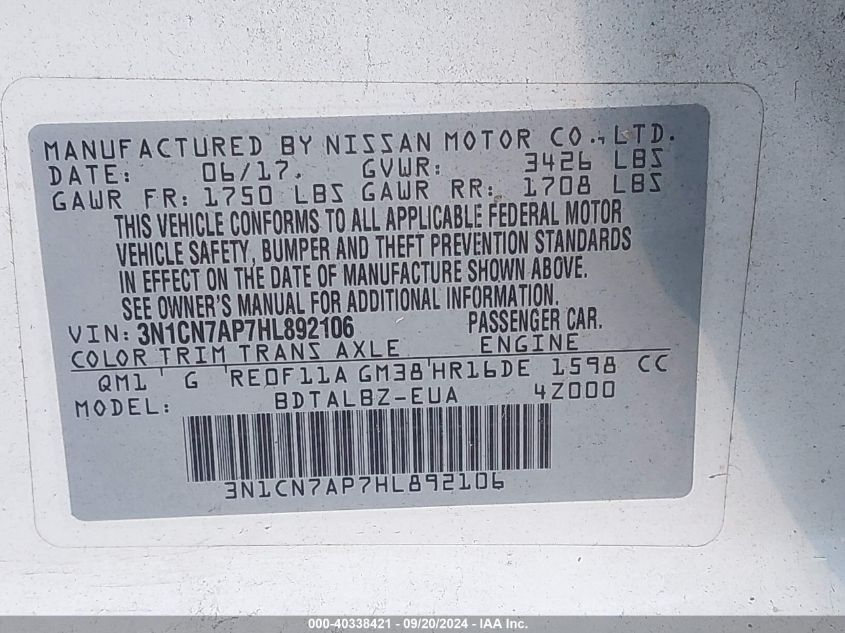 MANUFACTURED BY NISSAN MOTOR CO., LTD.
DATE: 06/17. GVWR: 3426 LBS
GAWR FR: 1750 LBS GAWR RR: 1708 LBS
THIS VEHICLE CONFORMS TO ALL APPLICABLE FEDERAL MOTOR
VEHICLE SAFETY, BUMPER AND THEFT PREVENTION STANDARDS
IN EFFECT ON THE DATE OF MANUFACTURE SHOWN ABOVE.
SEE OWNER'S MANUAL FOR ADDITIONAL INFORMATION.
VIN: 3N1CN7AP7HL892106 PASSENGER CAR.
COLOR TRIM TRANS AXLE ENGINE
QM1 G RE0F11A GM38 HR16DE 1598 CC
MODEL: BDTALBZ-EUA 4Z000
3N1CN7AP7HL892106
000-40338421 - 09/20/2024 - IAA Inc.